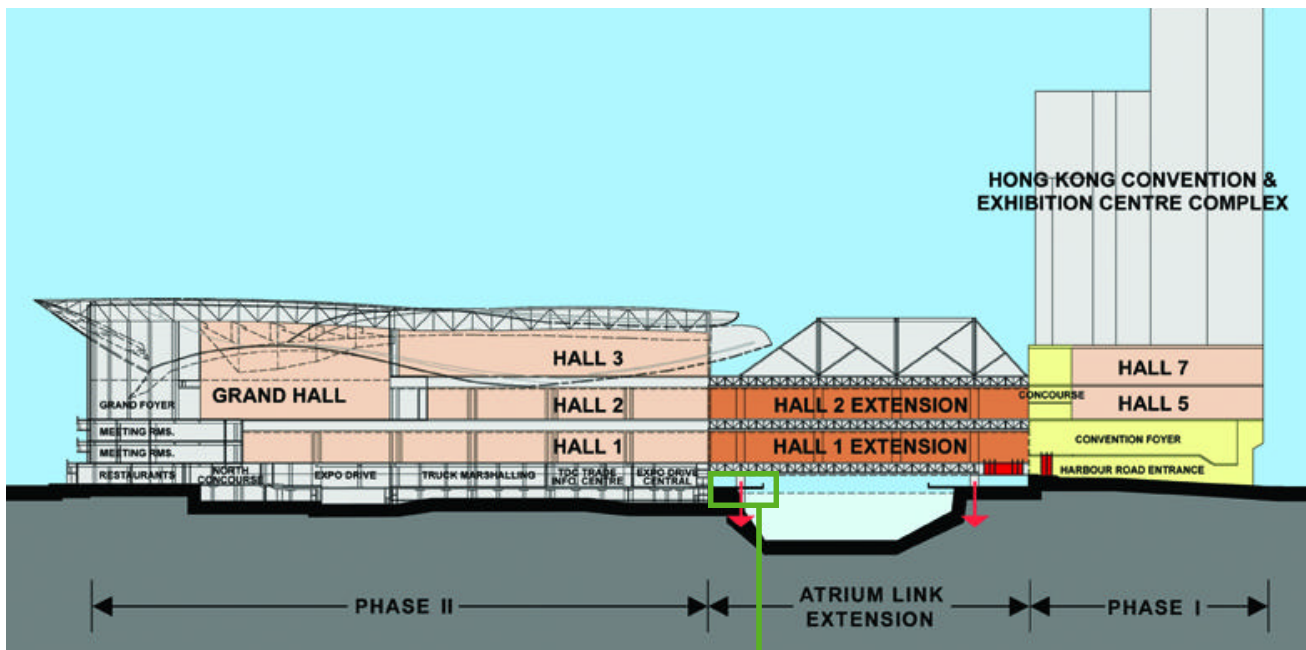 HONG KONG CONVENTION &
EXHIBITION CENTRE COMPLEX
HALL 3
HALL 7
GRAND HALL
CONCOURSE
GRAND FOYER
HALL 2
HALL 2 EXTENSION
HALL 5
MEETING RMS.
MEETING RMS.
HALL 1
HALL 1 EXTENSION
CONVENTION FOYER
RESTAURANTS
NORTH
CONCOURSE
EXPO DRIVE
TRUCK MARSHALLING
TDC TRADE
INFO. CENTRE
EXPO DRIVE
CENTRAL
HARBOUR ROAD ENTRANCE
PHASE II
ATRIUM LINK
EXTENSION
PHASE I